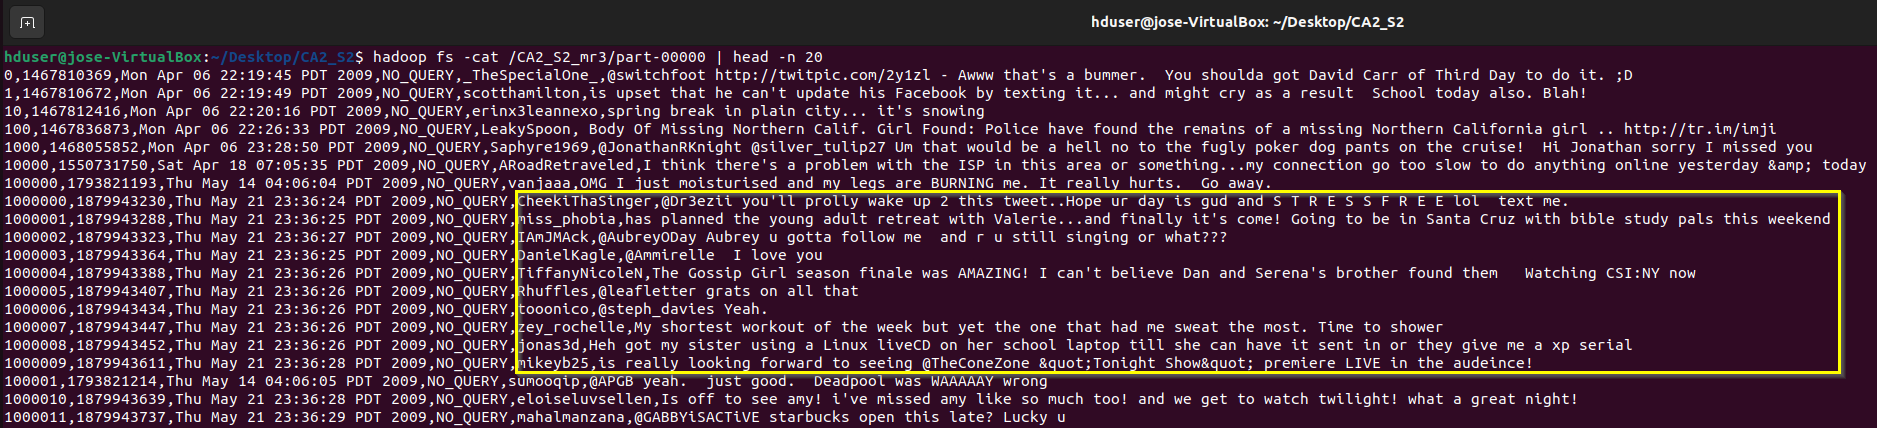 hduser@jose-VirtualBox: ~/Desktop/CA2_S2
hduser@jose-VirtualBox:~/Desktop/CA2_S2$ hadoop fs -cat /CA2_S2_mr3/part-00000 | head -n 20
0,1467810369,Mon Apr 06 22:19:45 PDT 2009,NO_QUERY,_TheSpecialOne_,@switchfoot http://twitpic.com/2y1zl - Awww that's a bummer.  You shoulda got David Carr of Third Day to do it. ;D
1,1467810672,Mon Apr 06 22:19:49 PDT 2009,NO_QUERY,scotthamilton,is upset that he can't update his Facebook by texting it... and might cry as a result  School today also. Blah!
10,1467812416,Mon Apr 06 22:20:16 PDT 2009,NO_QUERY,erinx3leannexo,spring break in plain city... it's snowing
100,1467836873,Mon Apr 06 22:26:33 PDT 2009,NO_QUERY,LeakySpoon, Body Of Missing Northern Calif. Girl Found: Police have found the remains of a missing Northern California girl .. http://tr.im/imji
1000,1468055852,Mon Apr 06 23:28:50 PDT 2009,NO_QUERY,Saphyre1969,@JonathanRKnight @silver_tulip27 Um that would be a hell no to the fugly poker dog pants on the cruise!  Hi Jonathan sorry I missed you
10000,1550731750,Sat Apr 18 07:05:35 PDT 2009,NO_QUERY,ARoadRetraveled,I think there's a problem with the ISP in this area or something...my connection go too slow to do anything online yesterday &amp; today
100000,1793821193,Thu May 14 04:06:04 PDT 2009,NO_QUERY,vanjaaa,OMG I just moisturised and my legs are BURNING me. It really hurts.  Go away.
1000000,1879943230,Thu May 21 23:36:24 PDT 2009,NO_QUERY,CheekiThaSinger,@Dr3ezii you'll prolly wake up 2 this tweet..Hope ur day is gud and S T R E S S F R E E lol  text me.
1000001,1879943288,Thu May 21 23:36:25 PDT 2009,NO_QUERY,miss_phobia,has planned the young adult retreat with Valerie...and finally it's come! Going to be in Santa Cruz with bible study pals this weekend
1000002,1879943323,Thu May 21 23:36:27 PDT 2009,NO_QUERY,IAmJMAck,@AubreyODay Aubrey u gotta follow me  and r u still singing or what???
1000003,1879943364,Thu May 21 23:36:25 PDT 2009,NO_QUERY,DanielKagle,@Ammirelle  I love you
1000004,1879943388,Thu May 21 23:36:26 PDT 2009,NO_QUERY,TiffanyNicoleN,The Gossip Girl season finale was AMAZING! I can't believe Dan and Serena's brother found them   Watching CSI:NY now
1000005,1879943407,Thu May 21 23:36:26 PDT 2009,NO_QUERY,Rhuffles,@leafletter grats on all that
1000006,1879943434,Thu May 21 23:36:26 PDT 2009,NO_QUERY,tooonico,@steph_davies Yeah.
1000007,1879943447,Thu May 21 23:36:26 PDT 2009,NO_QUERY,zey_rochelle,My shortest workout of the week but yet the one that had me sweat the most. Time to shower
1000008,1879943452,Thu May 21 23:36:26 PDT 2009,NO_QUERY,jonas3d,Heh got my sister using a Linux liveCD on her school laptop till she can have it sent in or they give me a xp serial
1000009,1879943611,Thu May 21 23:36:28 PDT 2009,NO_QUERY,mikeyb25,is really looking forward to seeing @TheConeZone &quot;Tonight Show&quot; premiere LIVE in the audeince!
100001,1793821214,Thu May 14 04:06:05 PDT 2009,NO_QUERY,sumooqip,@APGB yeah.  just good.  Deadpool was WAAAAAY wrong
1000010,1879943639,Thu May 21 23:36:28 PDT 2009,NO_QUERY,eloiseluvsellen,Is off to see amy! i've missed amy like so much too! and we get to watch twilight! what a great night!
1000011,1879943737,Thu May 21 23:36:29 PDT 2009,NO_QUERY,mahalmanzana,@GABBYiSACTiVE starbucks open this late? Lucky u